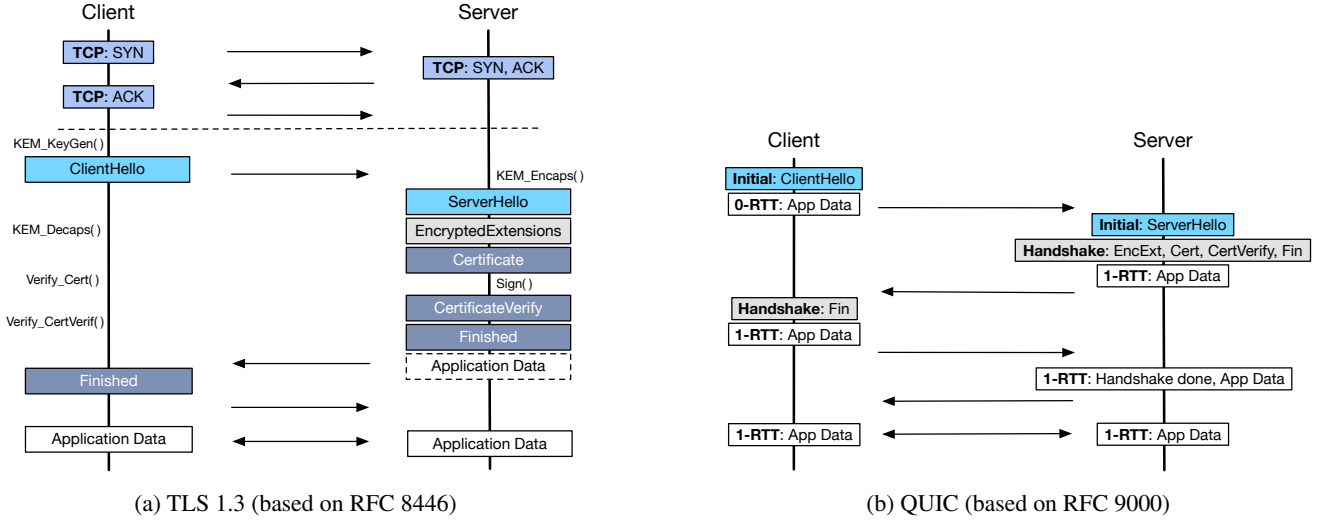 Client
Server
TCP: SYN
TCP: SYN, ACK
TCP: ACK
KEM_KeyGen()
ClientHello
KEM_Encaps()
ServerHello
KEM_Decaps()
EncryptedExtensions
Certificate
Verify_Cert()
Sign()
CertificateVerify
Verify_CertVerif()
Finished
Application Data
Finished
Application Data
Application Data
(a) TLS 1.3 (based on RFC 8446)
Client
Server
Initial: ClientHello
0-RTT: App Data
Initial: ServerHello
Handshake: EncExt, Cert, CertVerify, Fin
1-RTT: App Data
Handshake: Fin
1-RTT: App Data
1-RTT: Handshake done, App Data
1-RTT: App Data
1-RTT: App Data
(b) QUIC (based on RFC 9000)